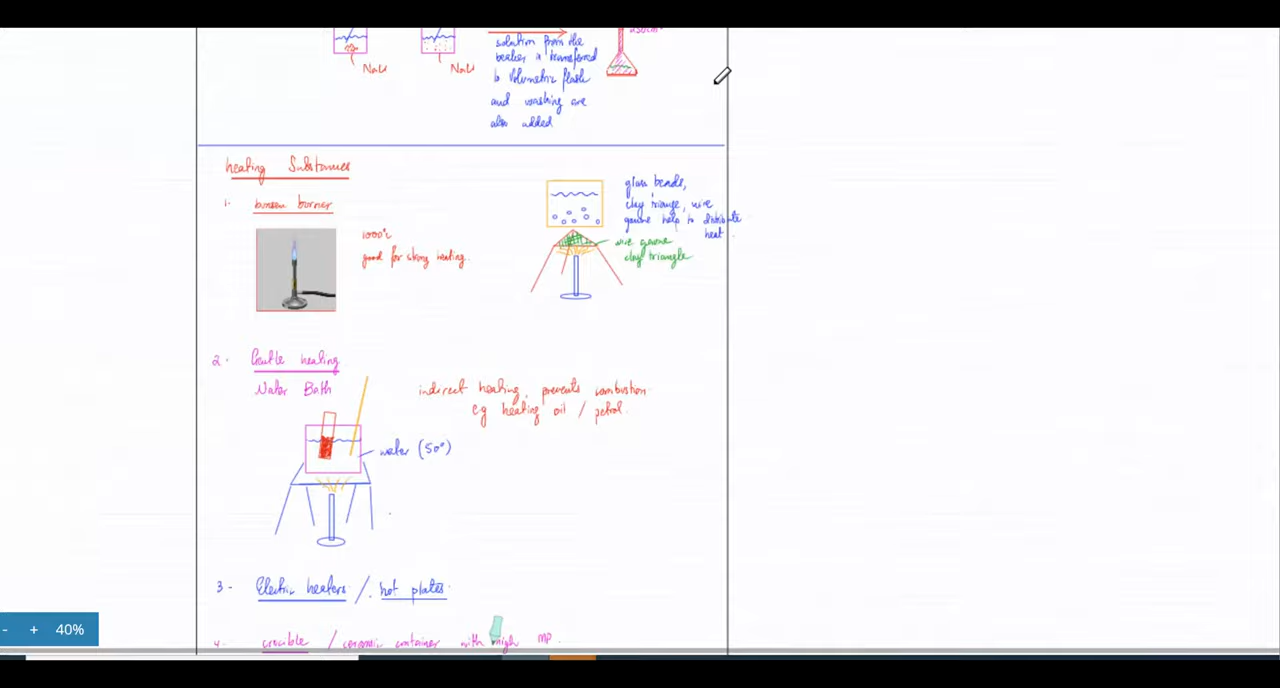 250cm³
NaCl
NaCl
solution from the
beaker is transferred
to Volumetric flask
and washing are
also added
heating Substances
1. bunsen burner
1000°c
good for strong heating.
glass beads,
clay triange, wire
gauze help to distribute
heat.
wire gauze
clay triangle
2. Gentle heating
Water Bath
indirect heating, prevents combustion
eg heating oil / petrol.
water (50°)
3- Electric heaters / hot plates
4- crucible / ceramic container with high MP.
- + 40%